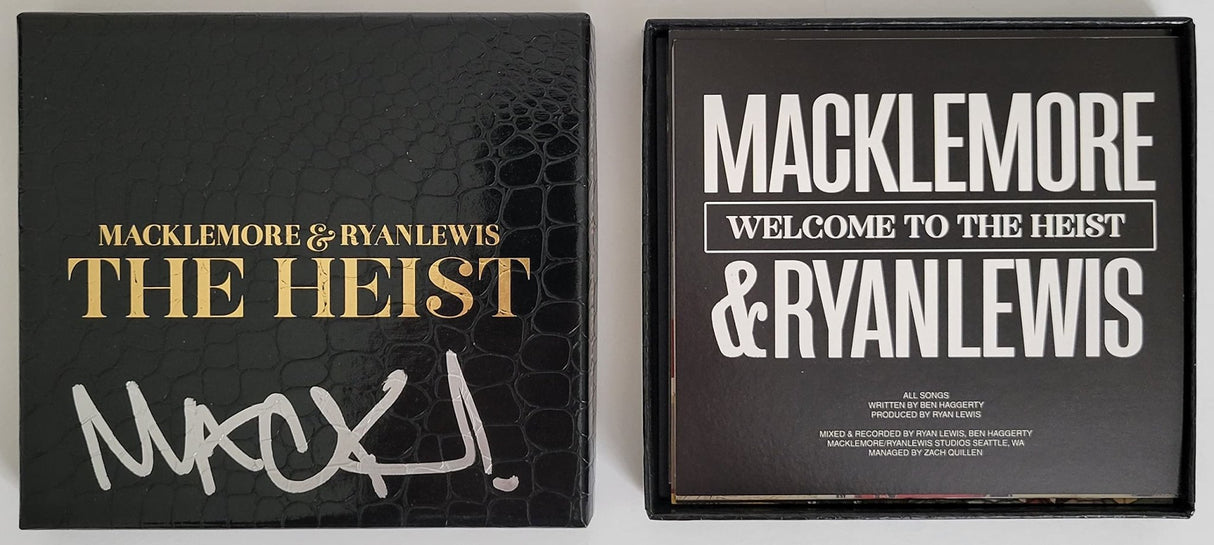 MACKLEMORE & RYANLEWIS
THE HEIST
MACKL!
MACKLEMORE
WELCOME TO THE HEIST
& RYANLEWIS
ALL SONGS
WRITTEN BY BEN HAGGERTY
PRODUCED BY RYAN LEWIS
MIXED & RECORDED BY RYAN LEWIS, BEN HAGGERTY
MACKLEMORE/RYANLEWIS STUDIOS SEATTLE, WA
MANAGED BY ZACH QUILLEN